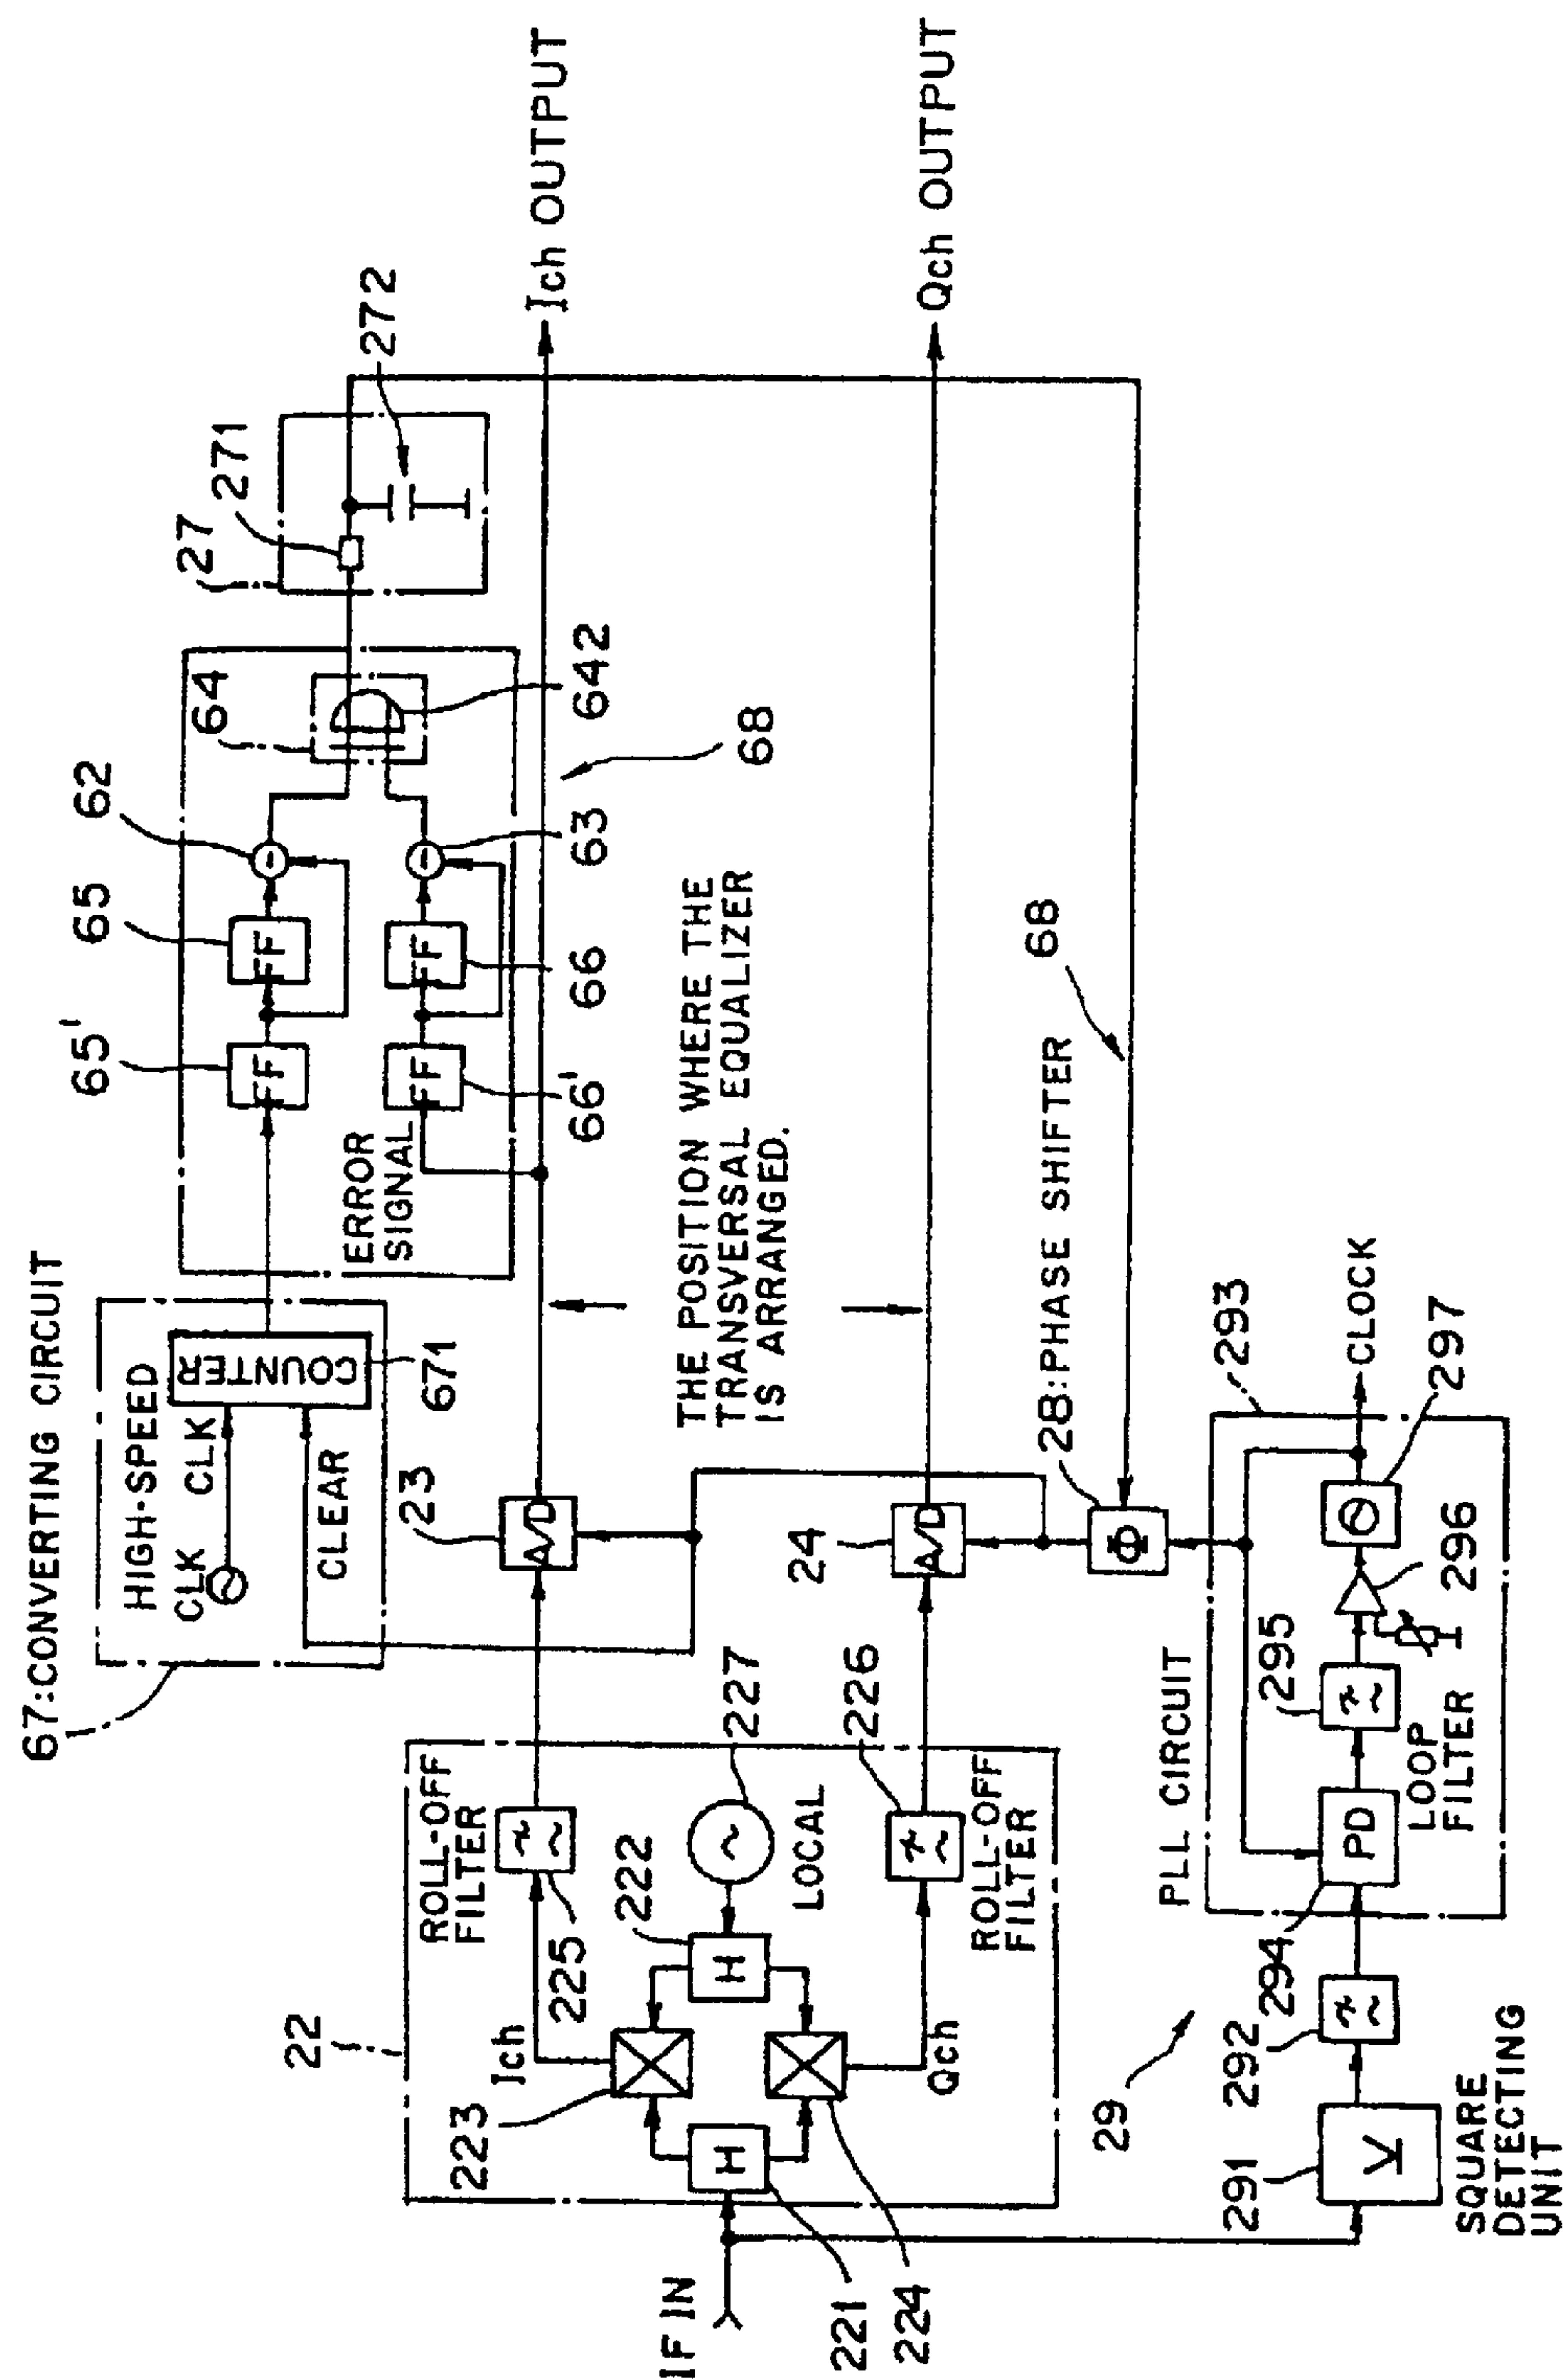 67:CONVERTING CIRCUIT
HIGH-SPEED
CLK
CLK
COUNTER
671
CLEAR
65'
65
62
64
27
271
272
FF
FF
FF
FF
66'
66
63
642
68
ERROR
SIGNAL
Ich OUTPUT
22
ROLL-OFF
FILTER
225
23
A/D
Ich
223
222
H
H
227
~
LOCAL
THE POSITION WHERE THE
TRANSVERSAL EQUALIZER
IS ARRANGED.
IF IN
221
224
Qch
226
ROLL-OFF
FILTER
24
A/D
Qch OUTPUT
28:PHASE SHIFTER
Φ
68
29
PLL CIRCUIT
293
291
292
294
PD
295
LOOP
FILTER
296
297
CLOCK
SQUARE
DETECTING
UNIT